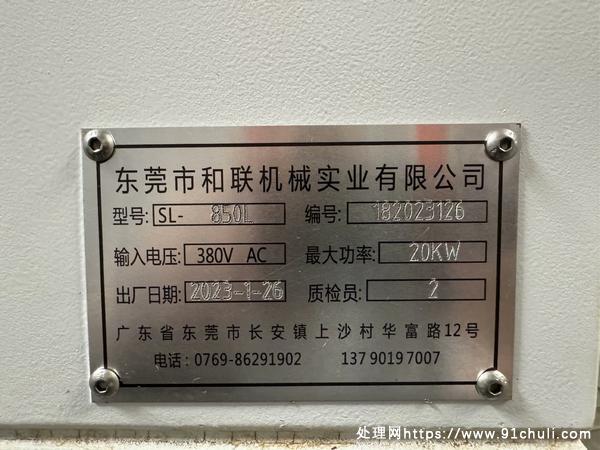 东莞市和联机械实业有限公司
型号: SL- 850L 编号: 182023126
输入电压: 380V AC 最大功率: 20KW
出厂日期: 2023-1-26 质检员: 2
广东省东莞市长安镇上沙村华富路12号
电话: 0769-86291902 13790197007
处理网https://www.91chuli.com/